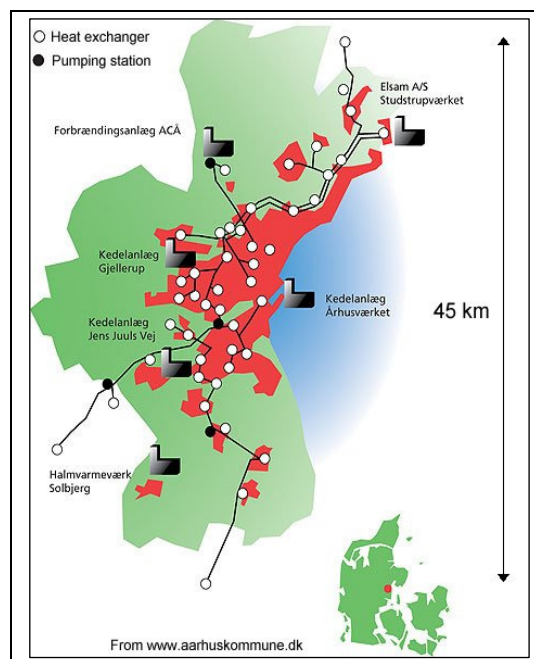 Heat exchanger
Pumping station
Elsam A/S
Studstrupværket
Forbrændingsanlæg ACÅ
Kedelanlæg
Gjellerup
Kedelanlæg
Århusværket
45 km
Kedelanlæg
Jens Juuls Vej
Halmvarmeværk
Solbjerg
From www.aarhuskommune.dk